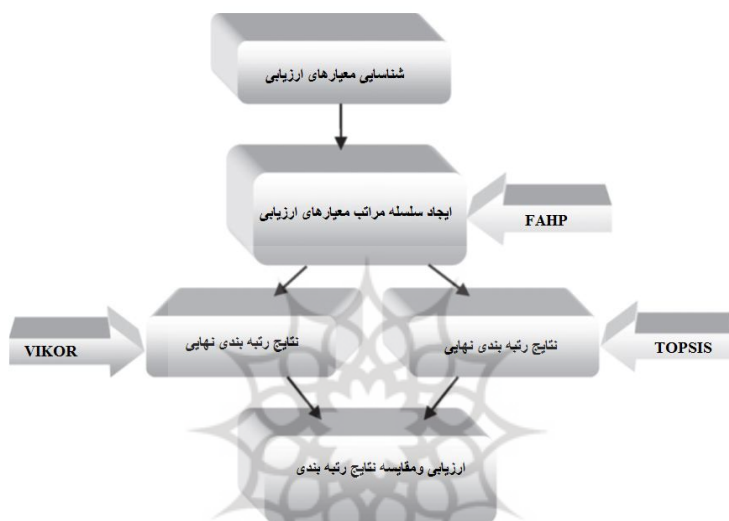 شناسایی معیارهای ارزیابی
ایجاد سلسله مراتب معیارهای ارزیابی
FAHP
نتایج رتبه بندی نهایی
TOPSIS
نتایج رتبه بندی نهایی
VIKOR
ارزیابی ومقایسه نتایج رتبه بندی